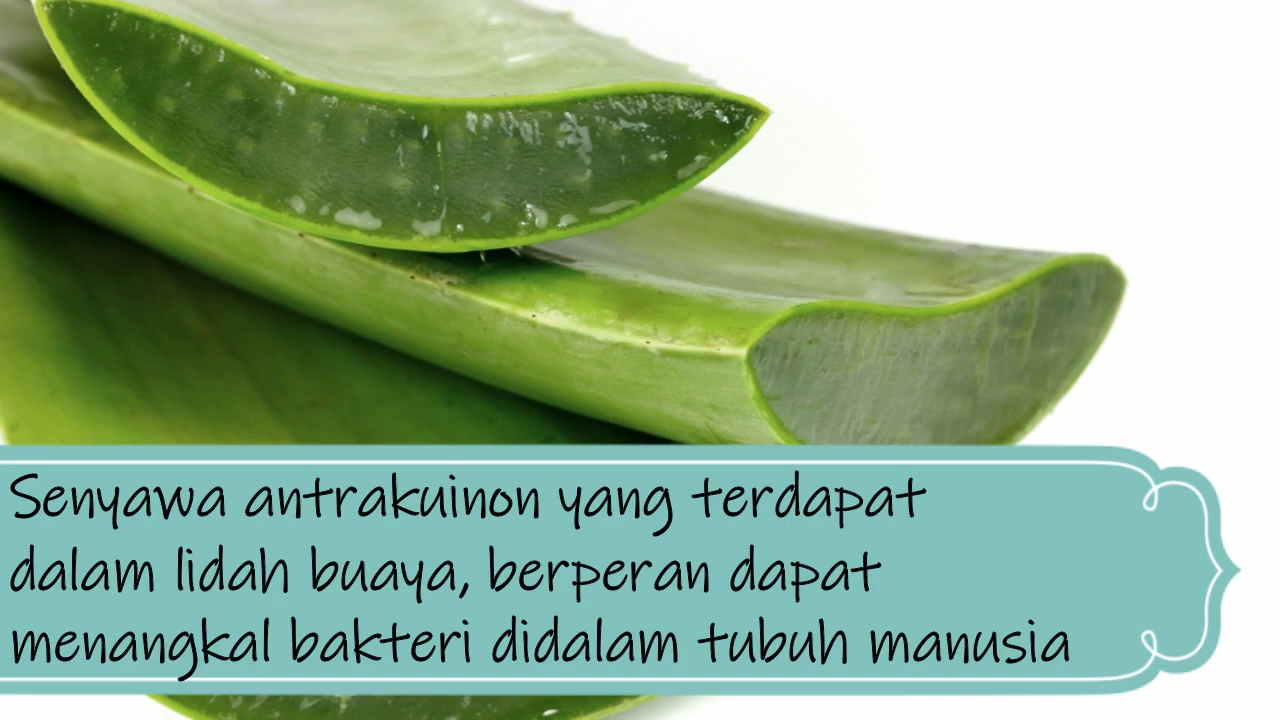 Senyawa antrakuinon yang terdapat
dalam lidah buaya, berperan dapat
menangkal bakteri didalam tubuh manusia